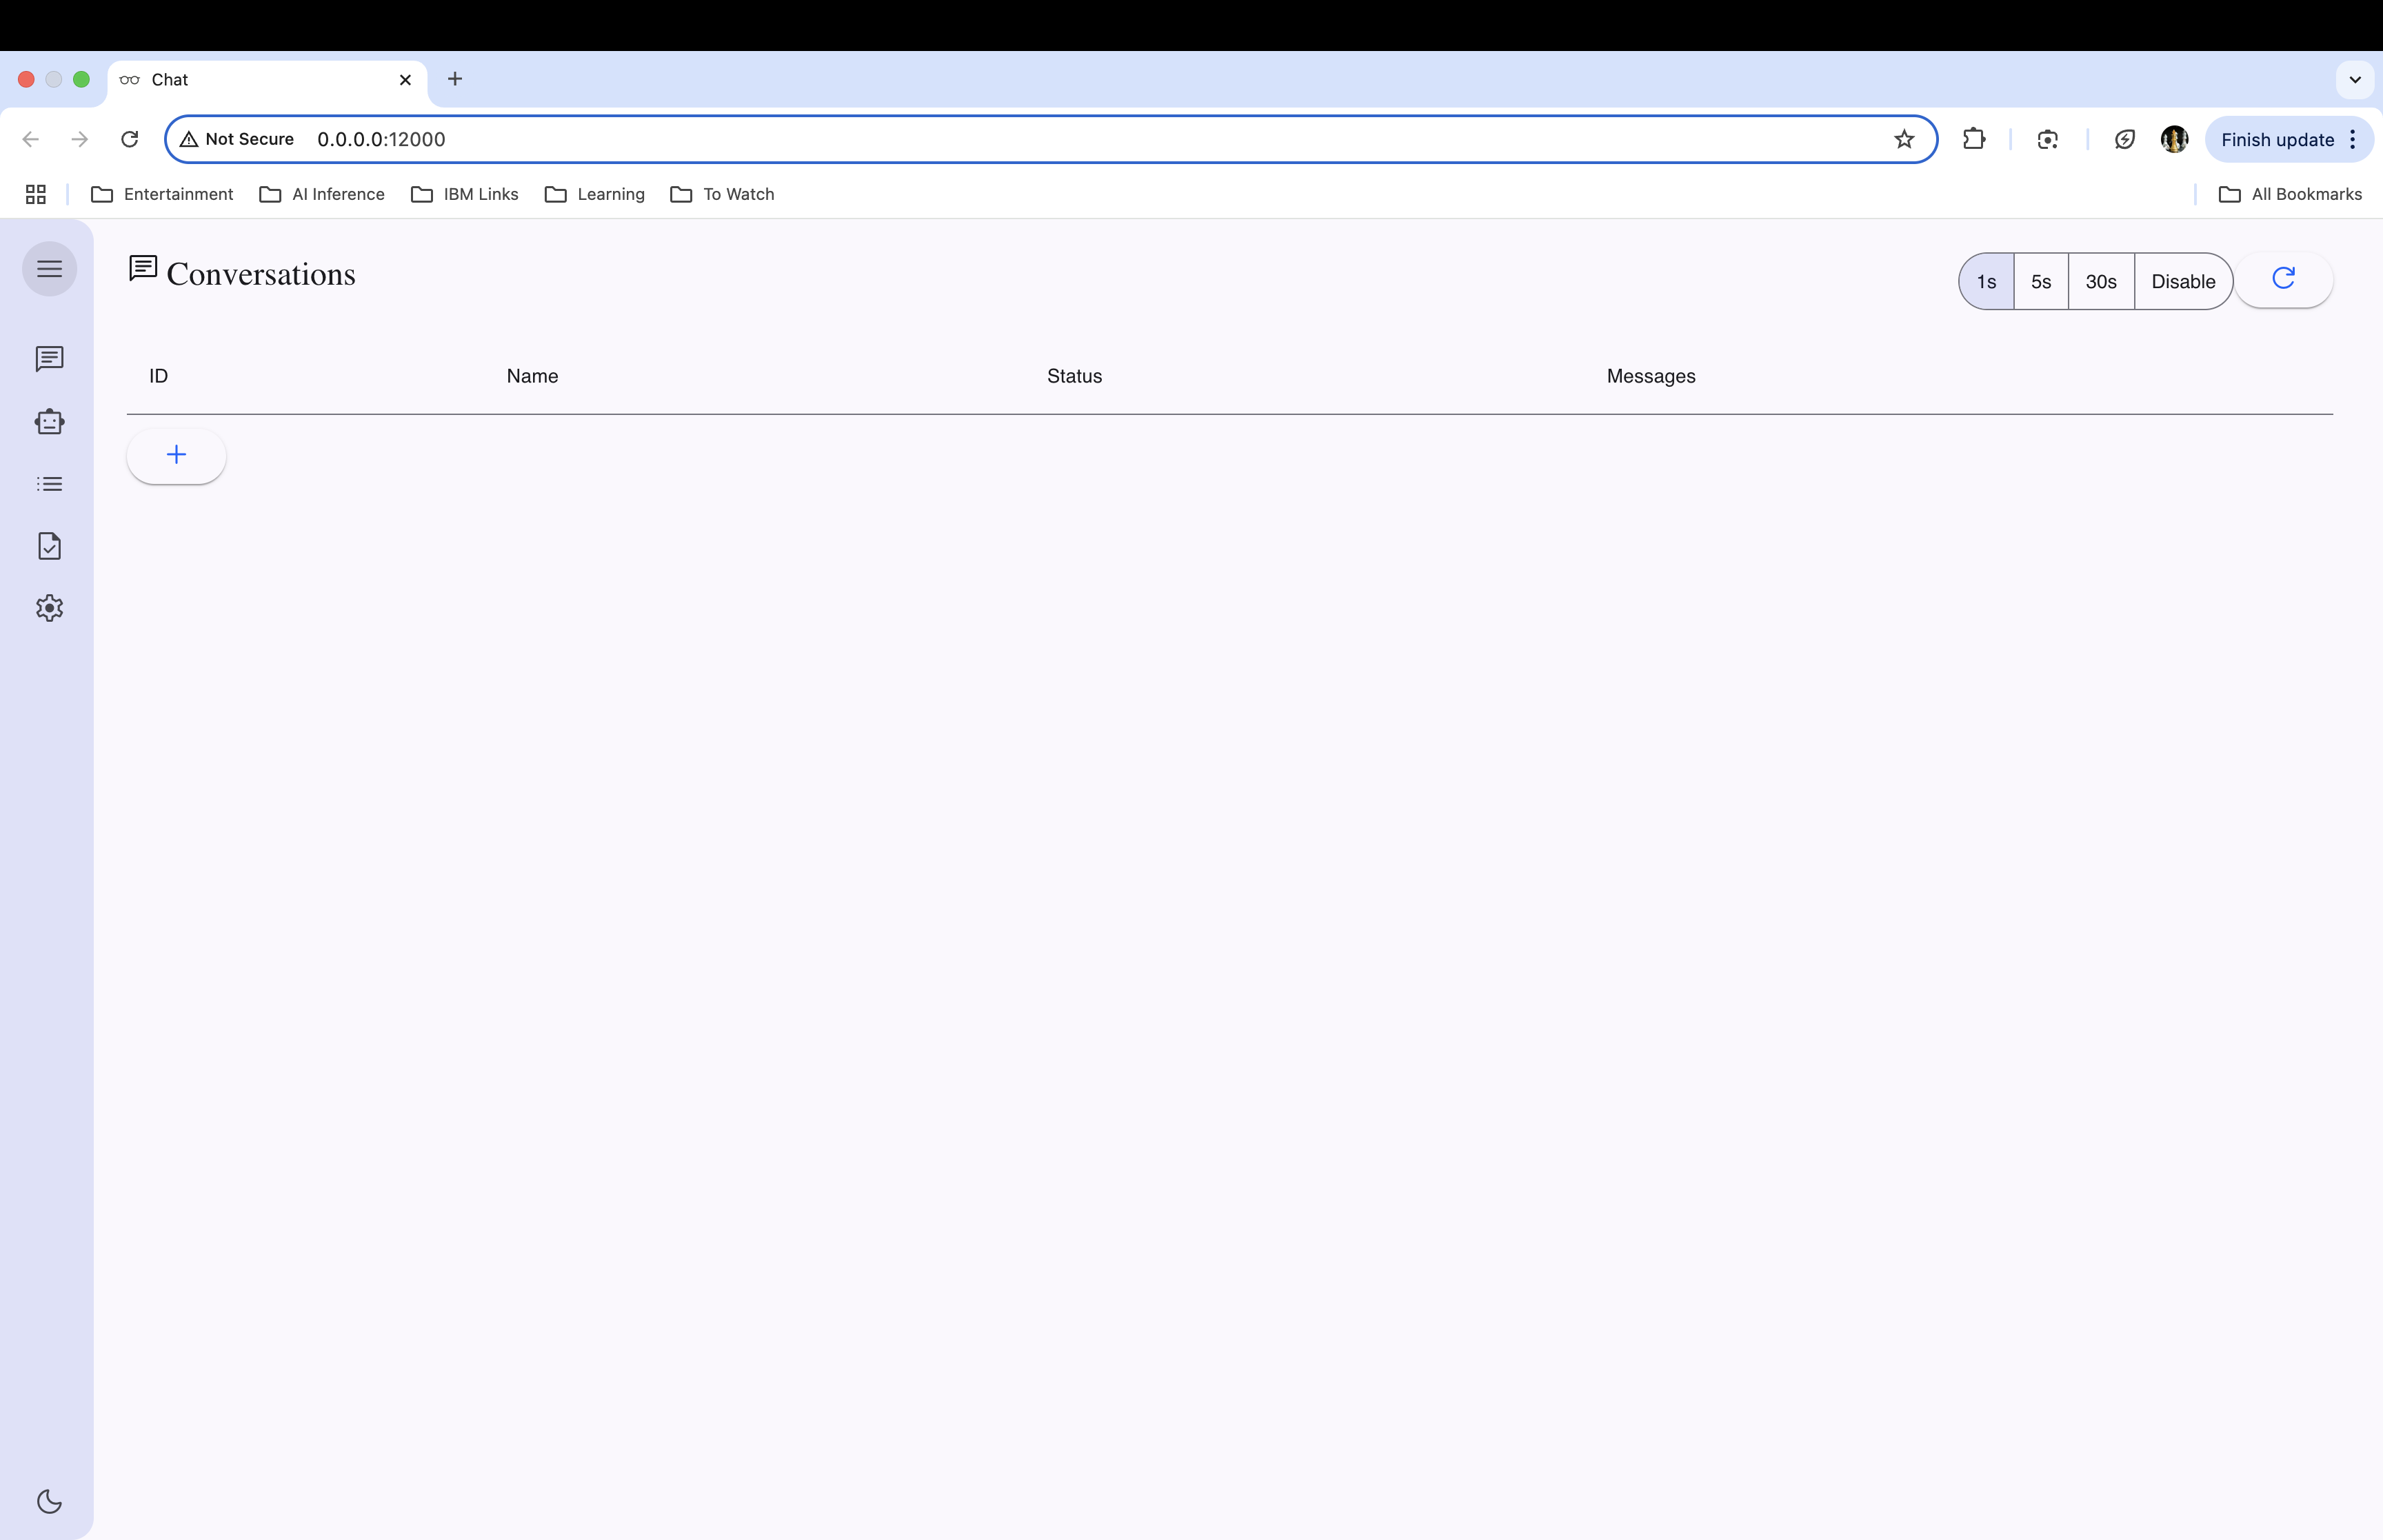 Chat
Not Secure 0.0.0.0:12000
Finish update
Entertainment AI Inference IBM Links Learning To Watch All Bookmarks
Conversations
1s 5s 30s Disable
ID Name Status Messages